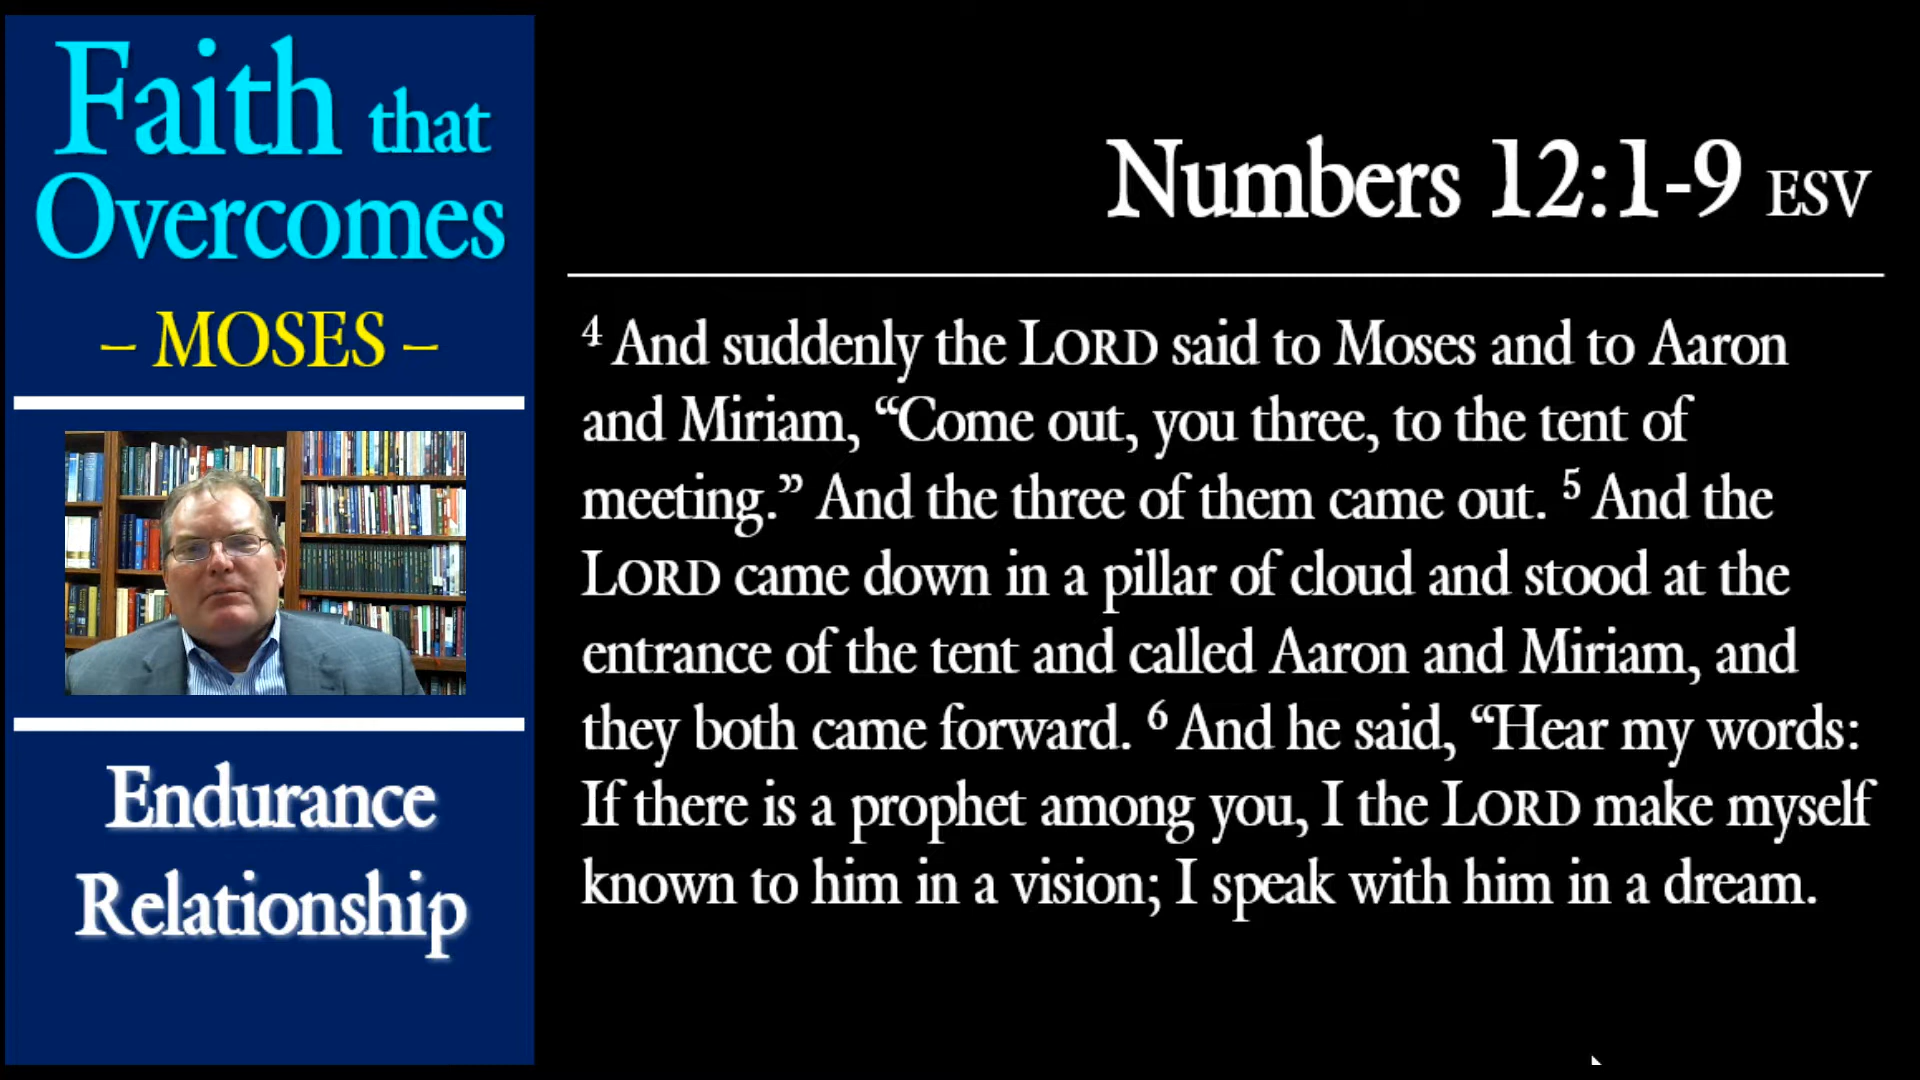 Faith that
Overcomes
– MOSES –
Endurance
Relationship
Numbers 12:1-9 ESV
4 And suddenly the LORD said to Moses and to Aaron
and Miriam, “Come out, you three, to the tent of
meeting.” And the three of them came out. 5 And the
LORD came down in a pillar of cloud and stood at the
entrance of the tent and called Aaron and Miriam, and
they both came forward. 6 And he said, “Hear my words:
If there is a prophet among you, I the LORD make myself
known to him in a vision; I speak with him in a dream.